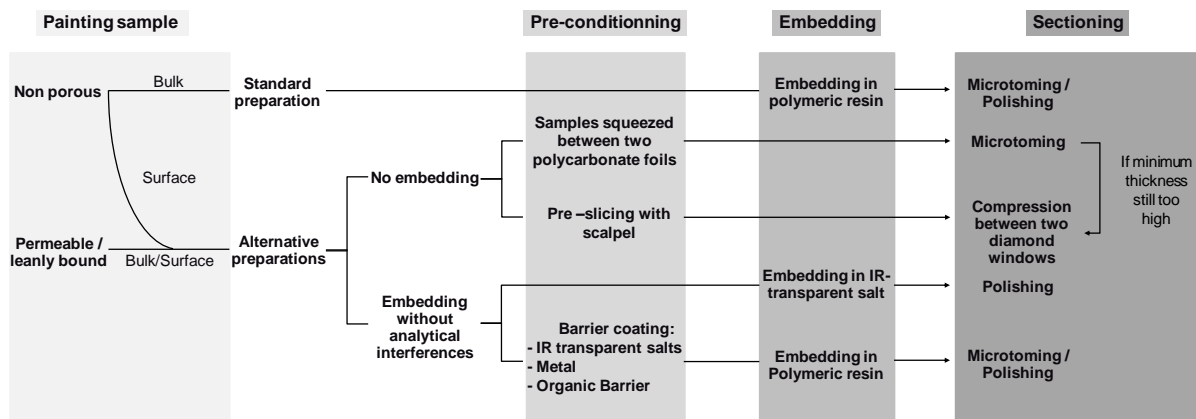 Painting sample
Pre-conditionning
Embedding
Sectioning
Non porous
Bulk
Standard
preparation
Embedding in
polymeric resin
Microtoming /
Polishing
Surface
No embedding
Samples squeezed
between two
polycarbonate foils
Microtoming
If minimum
thickness
still too
high
Pre –slicing with
scalpel
Compression
between two
diamond
windows
Permeable /
leanly bound
Bulk/Surface
Alternative
preparations
Embedding
without
analytical
interferences
Embedding in IR-
transparent salt
Polishing
Barrier coating:
- IR transparent salts
- Metal
- Organic Barrier
Embedding in
Polymeric resin
Microtoming /
Polishing